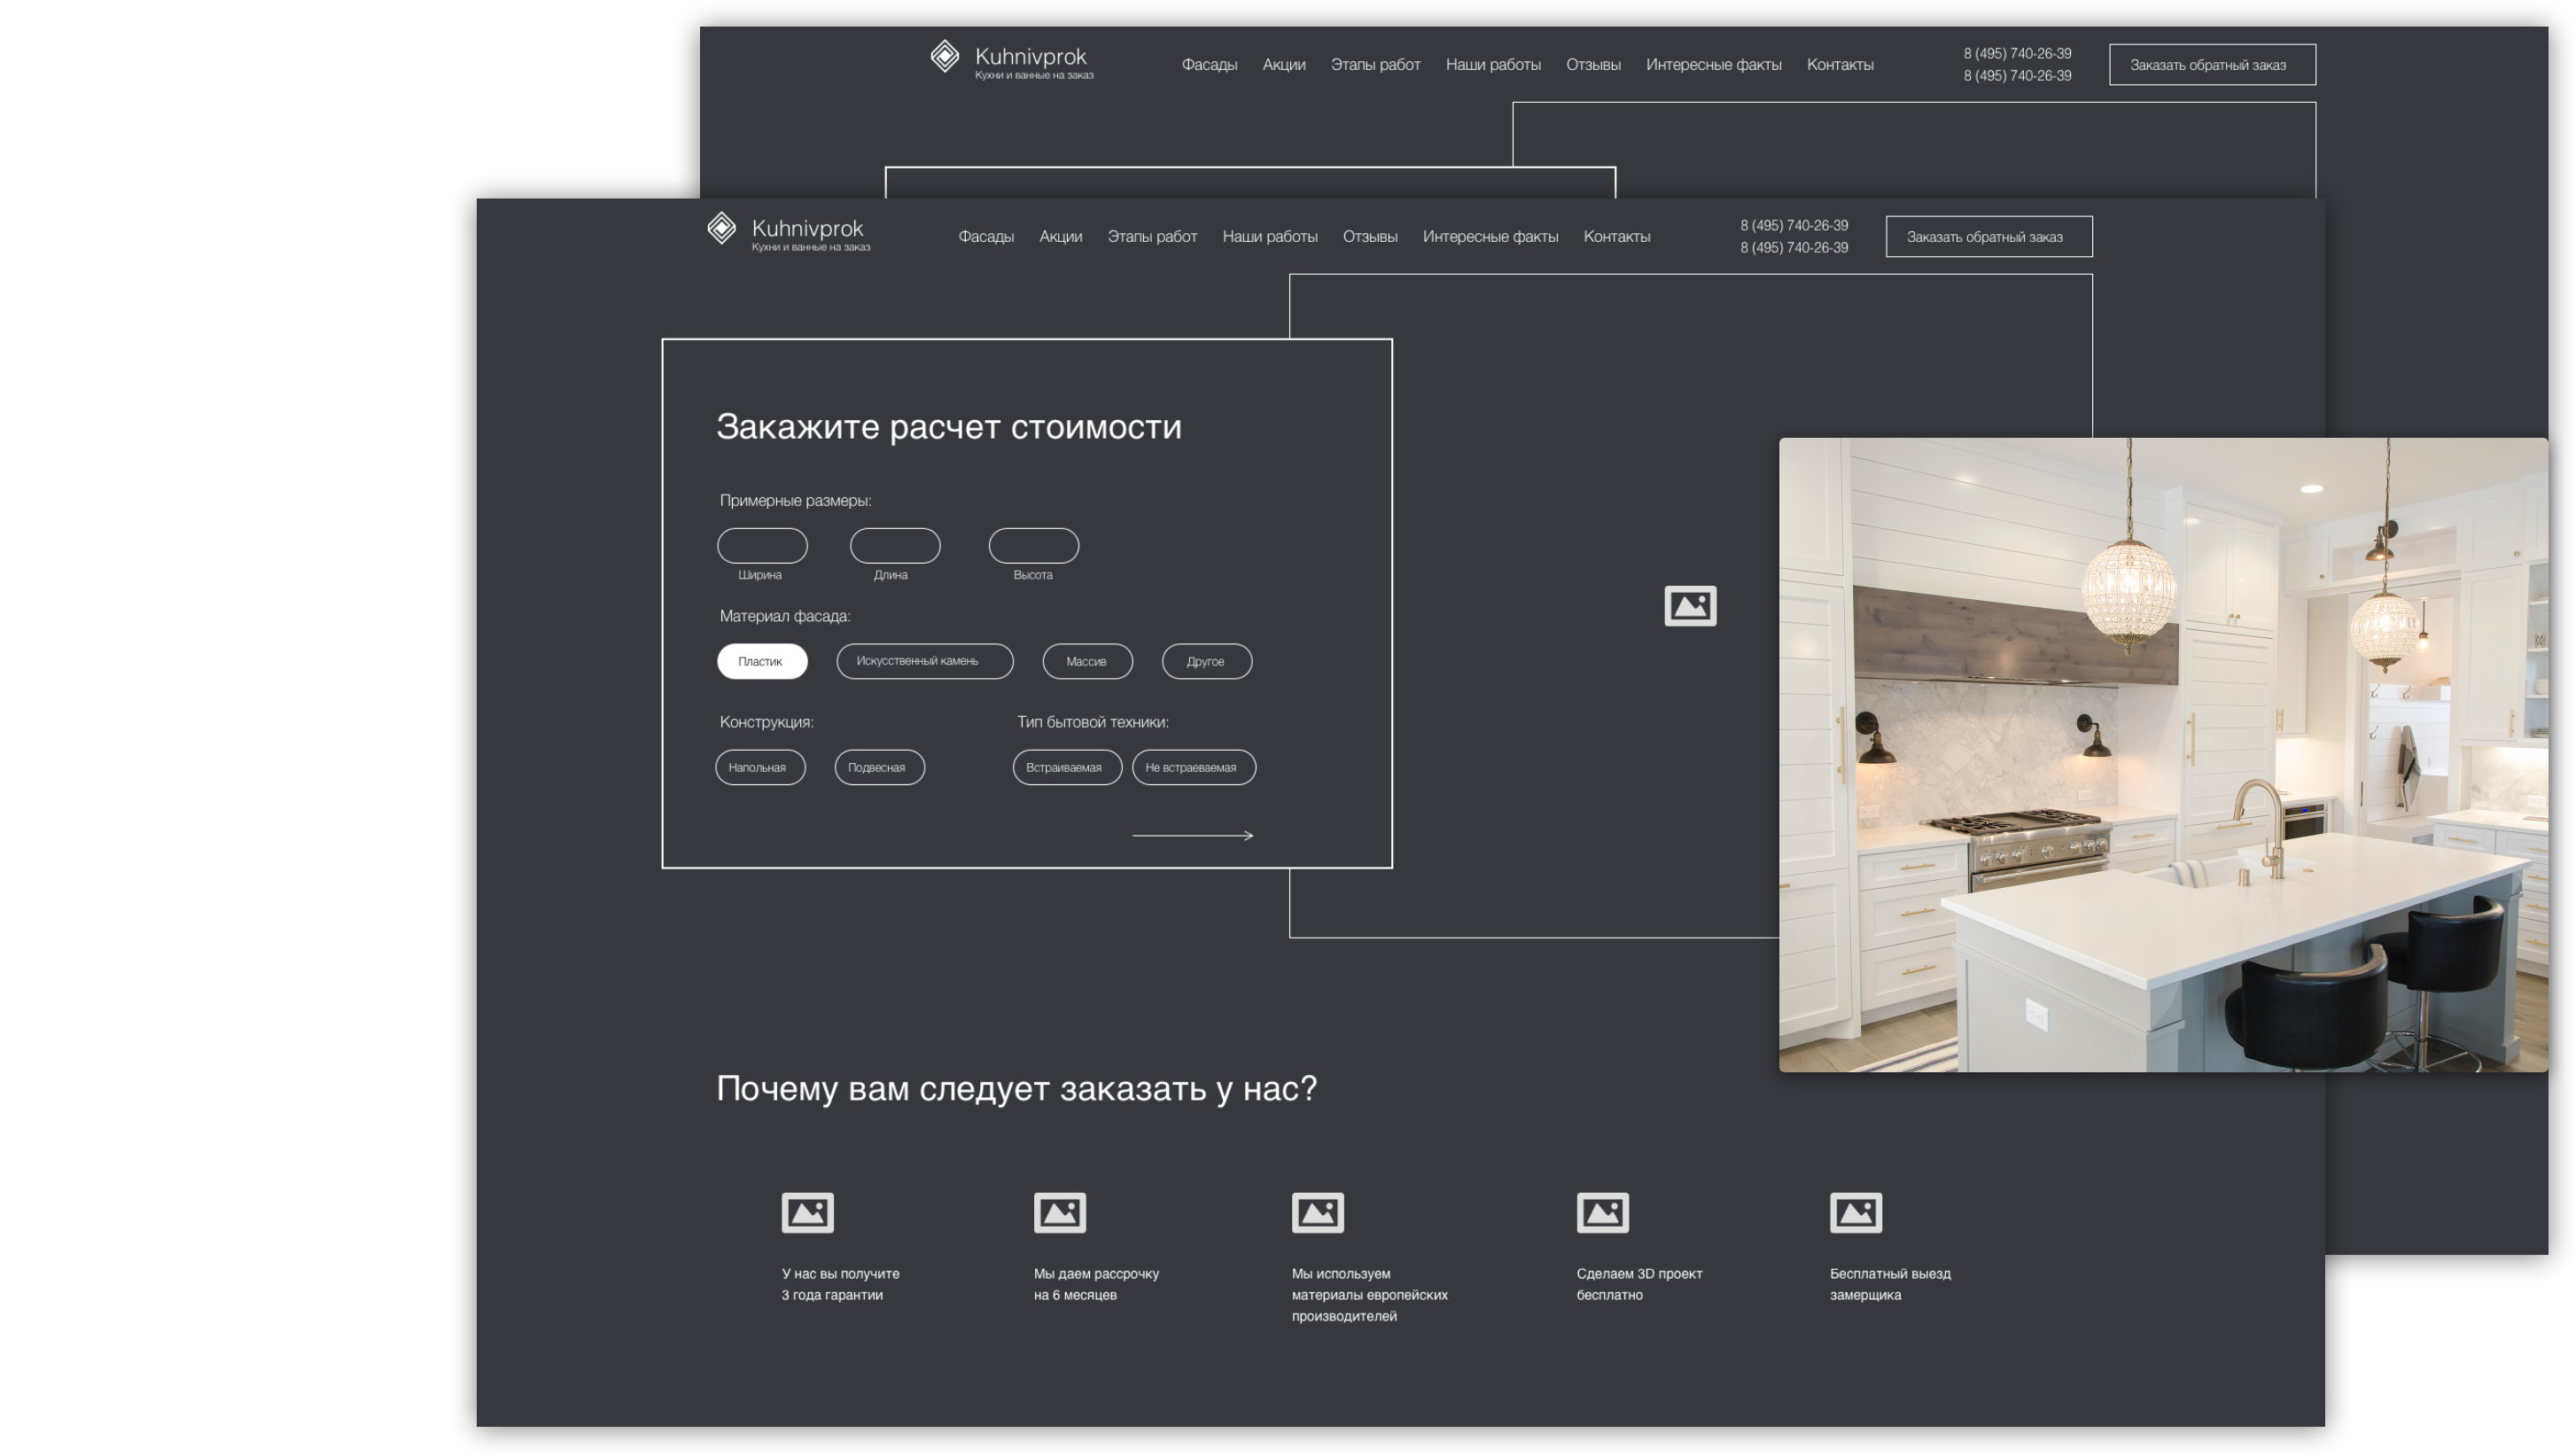 Kuhnivprok
Кухни и ванные на заказ
Фасады
Акции
Этапы работ
Наши работы
Отзывы
Интересные факты
Контакты
8 (495) 740-26-39
8 (495) 740-26-39
Заказать обратный заказ
Kuhnivprok
Кухни и ванные на заказ
Фасады
Акции
Этапы работ
Наши работы
Отзывы
Интересные факты
Контакты
8 (495) 740-26-39
8 (495) 740-26-39
Заказать обратный заказ
Закажите расчет стоимости
Примерные размеры:
Ширина
Длина
Высота
Материал фасада:
Пластик
Искусственный камень
Массив
Другое
Конструкция:
Напольная
Подвесная
Тип бытовой техники:
Встраиваемая
Не встраеваемая
Почему вам следует заказать у нас?
У нас вы получите
3 года гарантии
Мы даем рассрочку
на 6 месяцев
Мы используем
материалы европейских
производителей
Сделаем 3D проект
бесплатно
Бесплатный выезд
замерщика